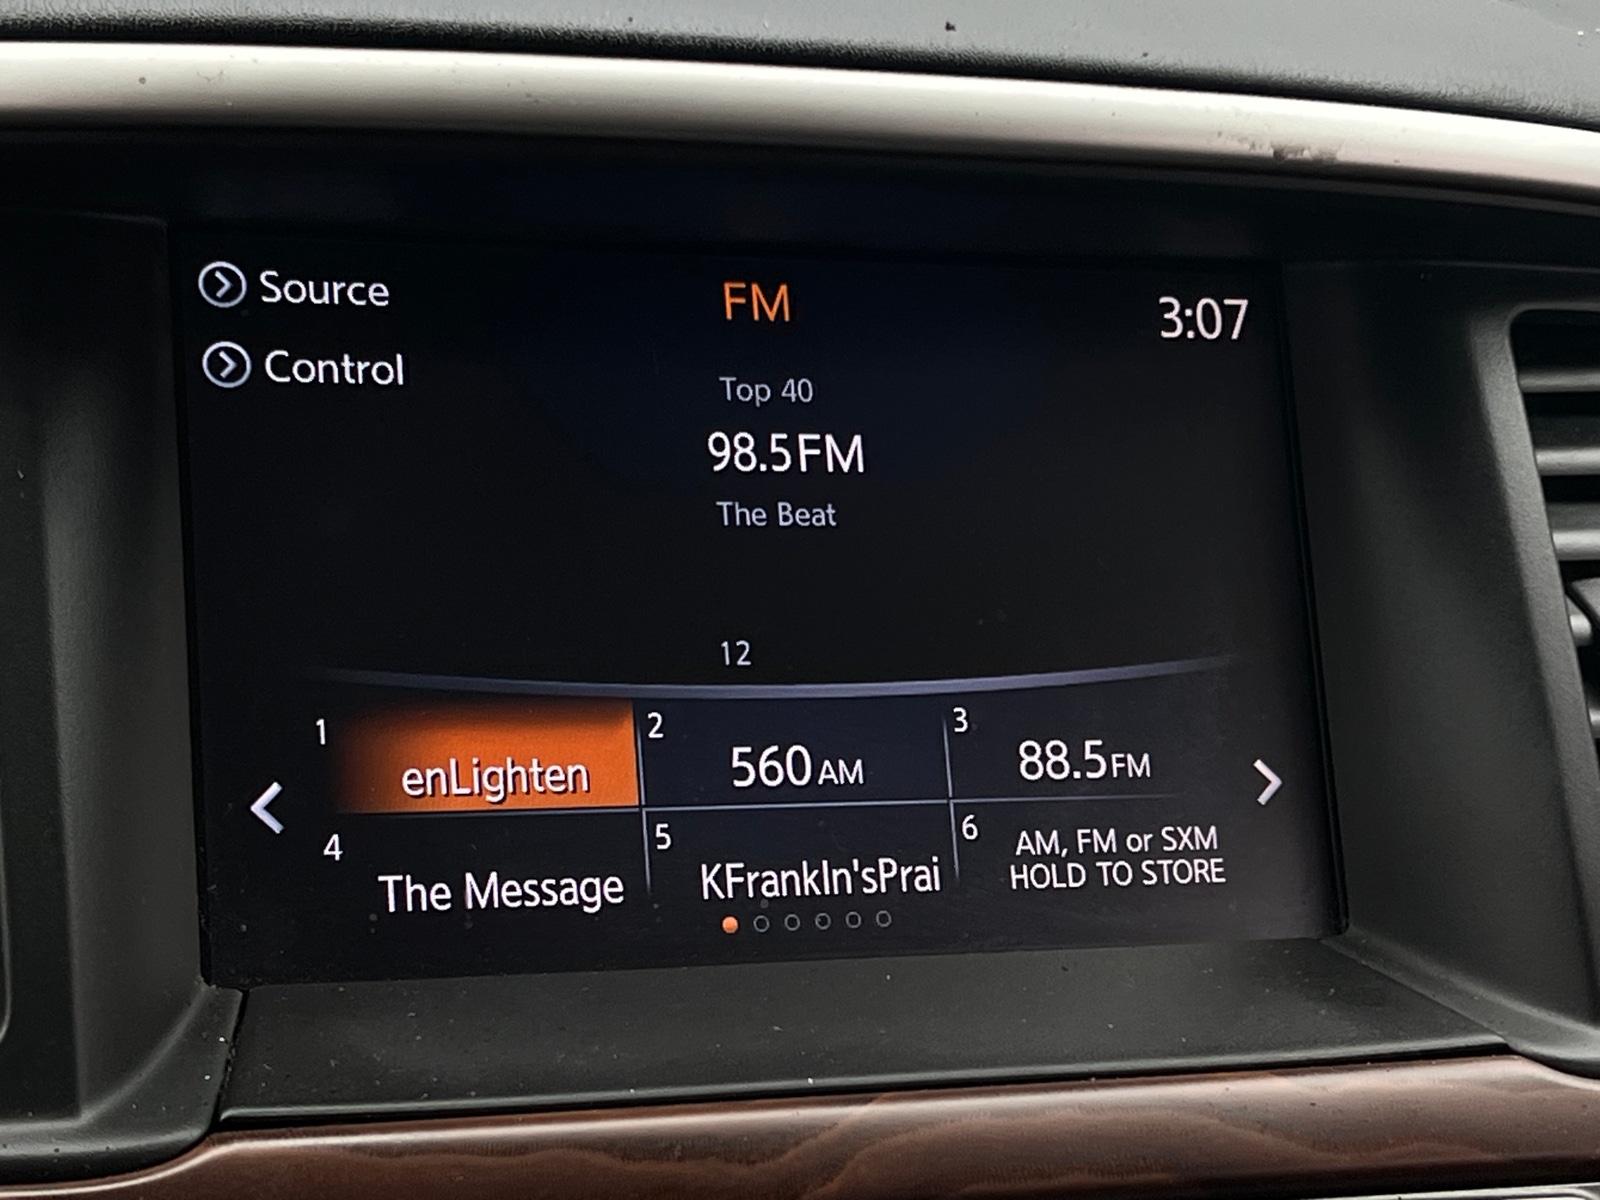 Source
Control
FM
3:07
Top 40
98.5FM
The Beat
12
1 enLighten
2 560AM
3 88.5FM
4 The Message
5 KFrankIn'sPrai
6 AM, FM or SXM
HOLD TO STORE